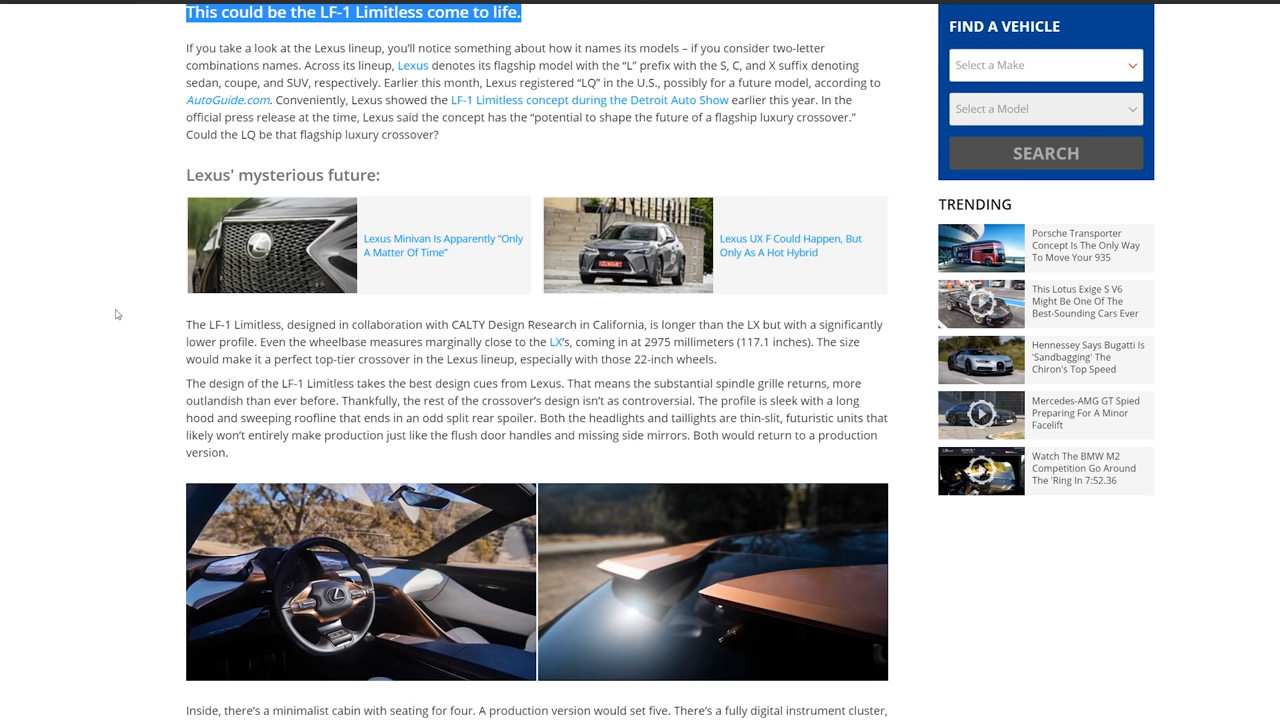 This could be the LF-1 Limitless come to life.
If you take a look at the Lexus lineup, you’ll notice something about how it names its models – if you consider two-letter
combinations names. Across its lineup, Lexus denotes its flagship model with the “L” prefix with the S, C, and X suffix denoting
sedan, coupe, and SUV, respectively. Earlier this month, Lexus registered “LQ” in the U.S., possibly for a future model, according to
AutoGuide.com. Conveniently, Lexus showed the LF-1 Limitless concept during the Detroit Auto Show earlier this year. In the
official press release at the time, Lexus said the concept has the “potential to shape the future of a flagship luxury crossover.”
Could the LQ be that flagship luxury crossover?
Lexus' mysterious future:
Lexus Minivan Is Apparently “Only
A Matter Of Time”
Lexus UX F Could Happen, But
Only As A Hot Hybrid
The LF-1 Limitless, designed in collaboration with CALTY Design Research in California, is longer than the LX but with a significantly
lower profile. Even the wheelbase measures marginally close to the LX’s, coming in at 2975 millimeters (117.1 inches). The size
would make it a perfect top-tier crossover in the Lexus lineup, especially with those 22-inch wheels.
The design of the LF-1 Limitless takes the best design cues from Lexus. That means the substantial spindle grille returns, more
outlandish than ever before. Thankfully, the rest of the crossover’s design isn’t as controversial. The profile is sleek with a long
hood and sweeping roofline that ends in an odd split rear spoiler. Both the headlights and taillights are thin-slit, futuristic units that
likely won’t entirely make production just like the flush door handles and missing side mirrors. Both would return to a production
version.
Inside, there’s a minimalist cabin with seating for four. A production version would set five. There’s a fully digital instrument cluster,
FIND A VEHICLE
Select a Make
Select a Model
SEARCH
TRENDING
Porsche Transporter
Concept Is The Only Way
To Move Your 935
This Lotus Exige S V6
Might Be One Of The
Best-Sounding Cars Ever
Hennessey Says Bugatti Is
'Sandbagging' The
Chiron's Top Speed
Mercedes-AMG GT Spied
Preparing For A Minor
Facelift
Watch The BMW M2
Competition Go Around
The 'Ring In 7:52.36